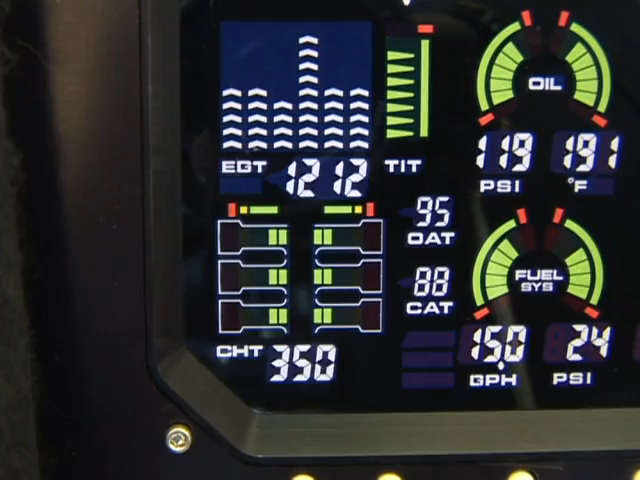 OIL
119 191
PSI °F
EGT 1212 TIT
95
OAT
88
CAT
FUEL
SYS
CHT 350
15.0 24
GPH PSI